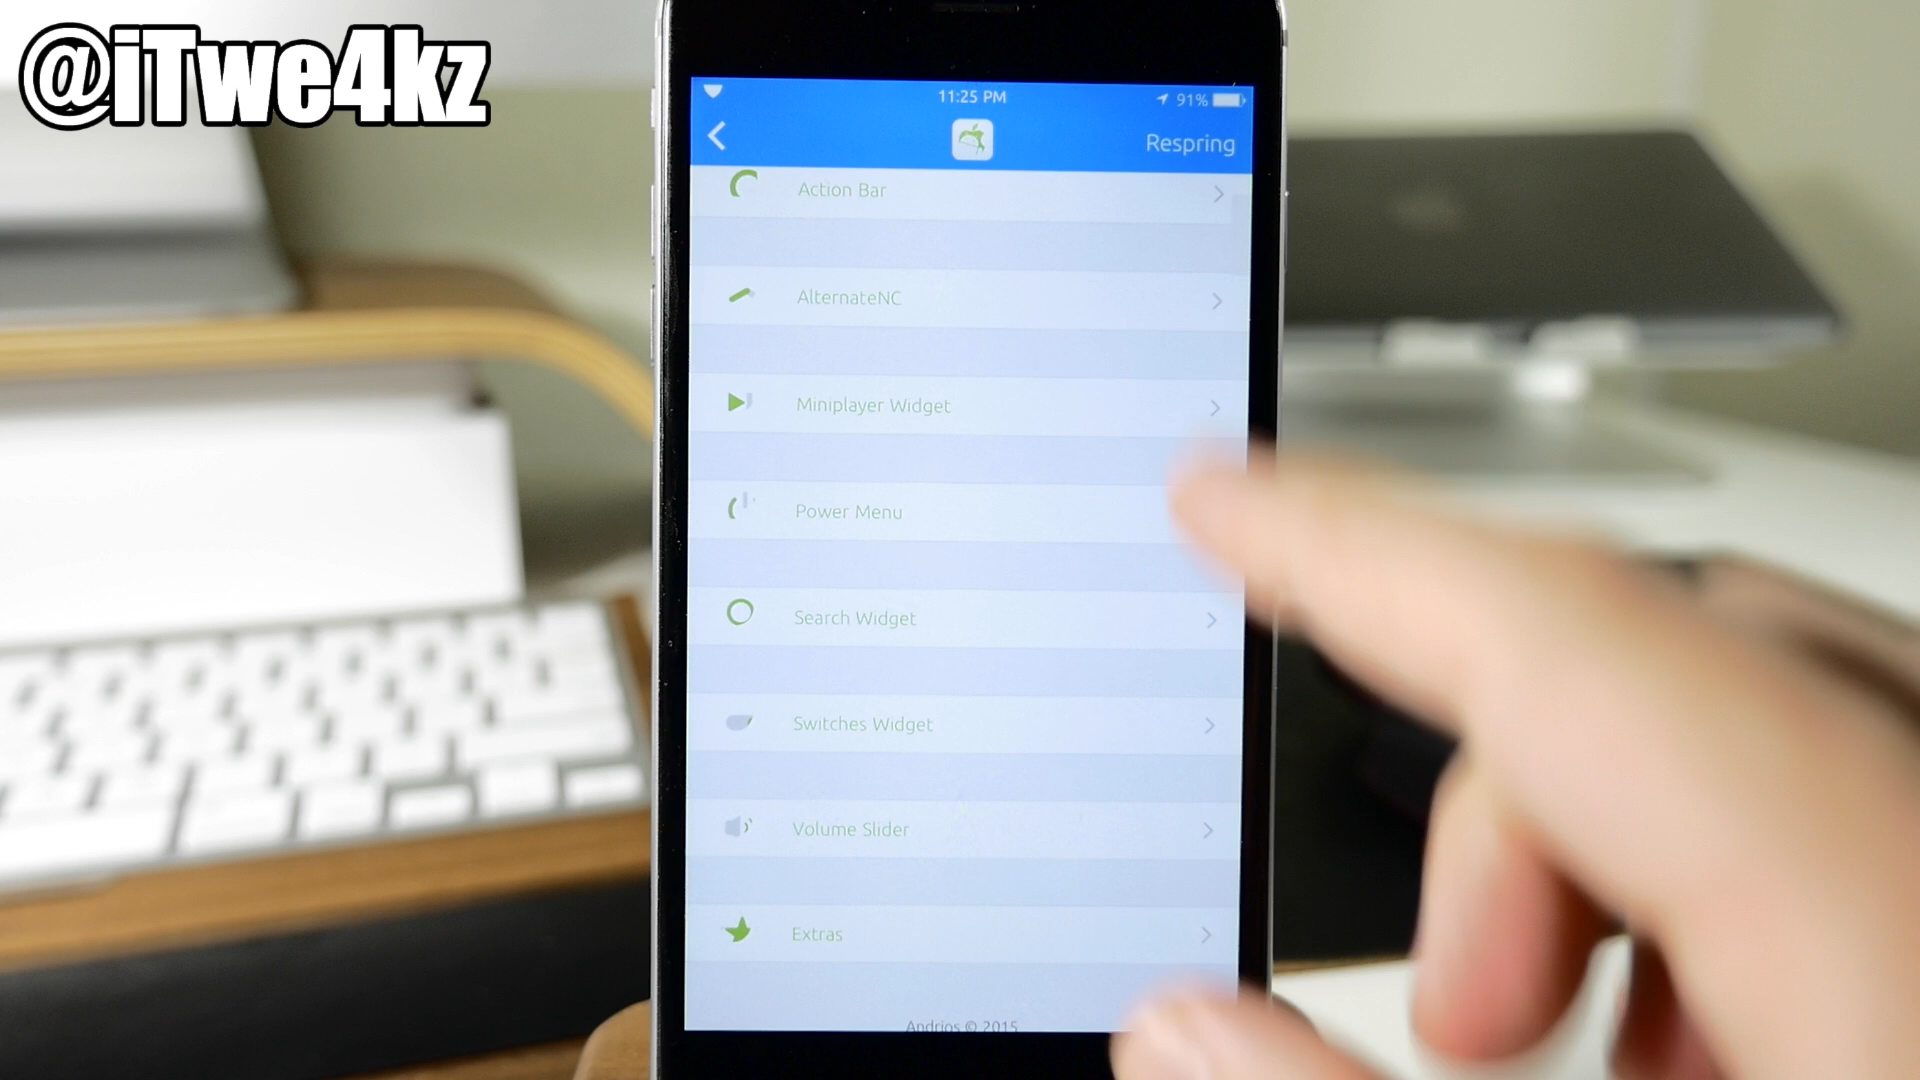 @iTwe4kz
11:25 PM
91%
Respring
Action Bar
AlternateNC
Miniplayer Widget
Power Menu
Search Widget
Switches Widget
Volume Slider
Extras
Andrios © 2015